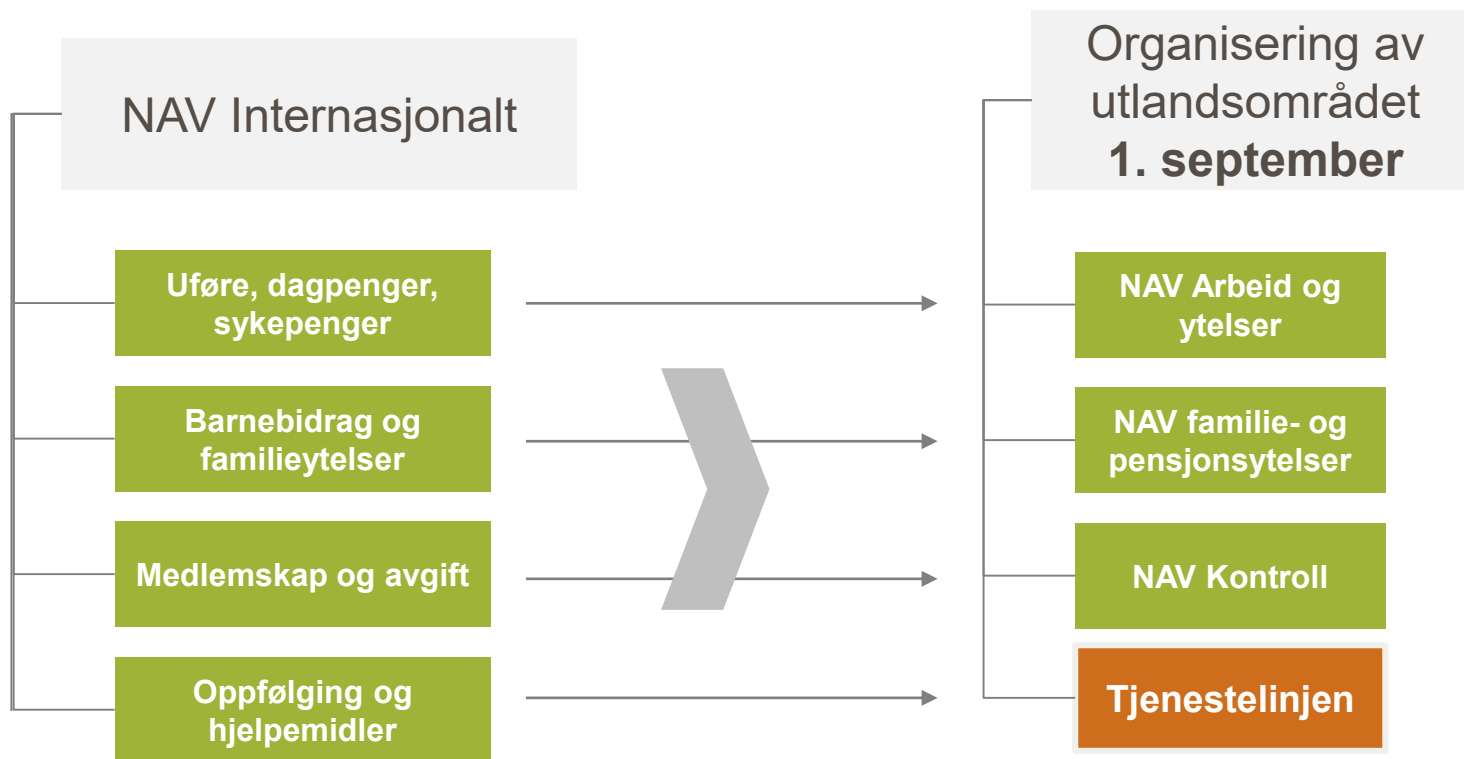 NAV Internasjonalt
Uføre, dagpenger,
sykepenger
Barnebidrag og
familieytelser
Medlemskap og avgift
Oppfølging og
hjelpemidler
Organisering av
utlandsområdet
1. september
NAV Arbeid og
ytelser
NAV familie- og
pensjonsytelser
NAV Kontroll
Tjenestelinjen